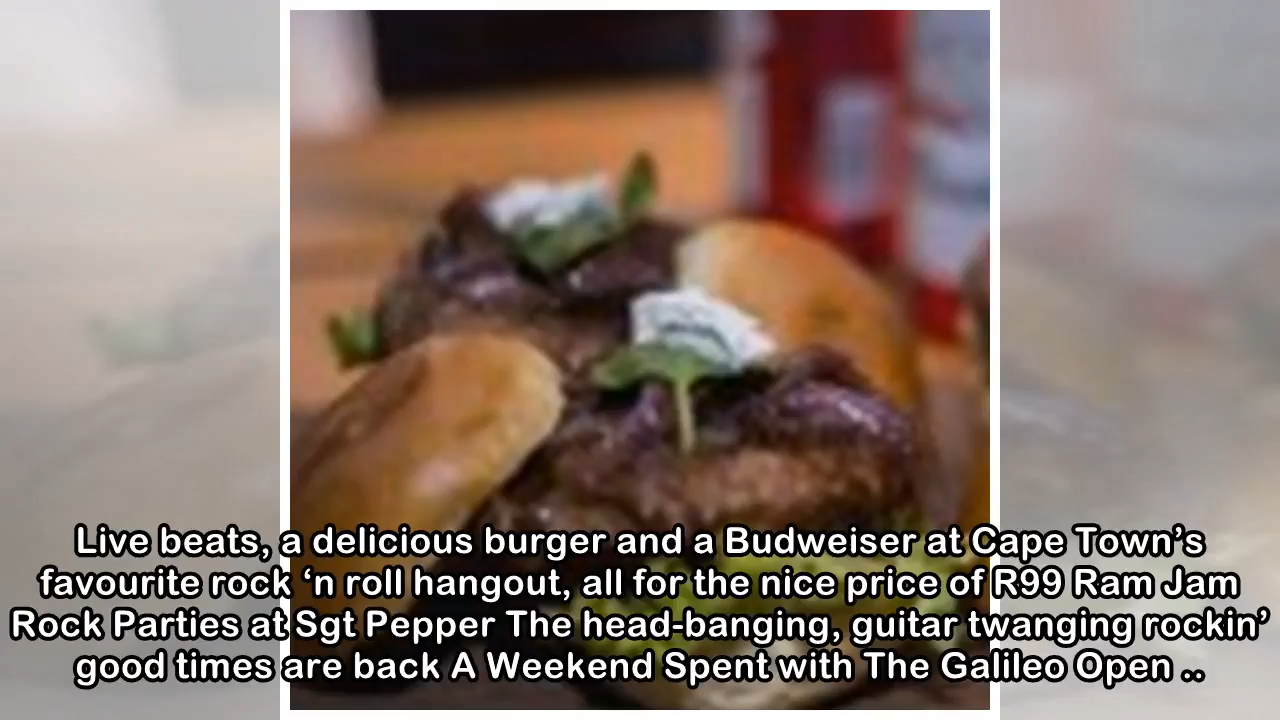 Live beats, a delicious burger and a Budweiser at Cape Town’s
favourite rock ‘n roll hangout, all for the nice price of R99 Ram Jam
Rock Parties at Sgt Pepper The head-banging, guitar twanging rockin’
good times are back A Weekend Spent with The Galileo Open ..